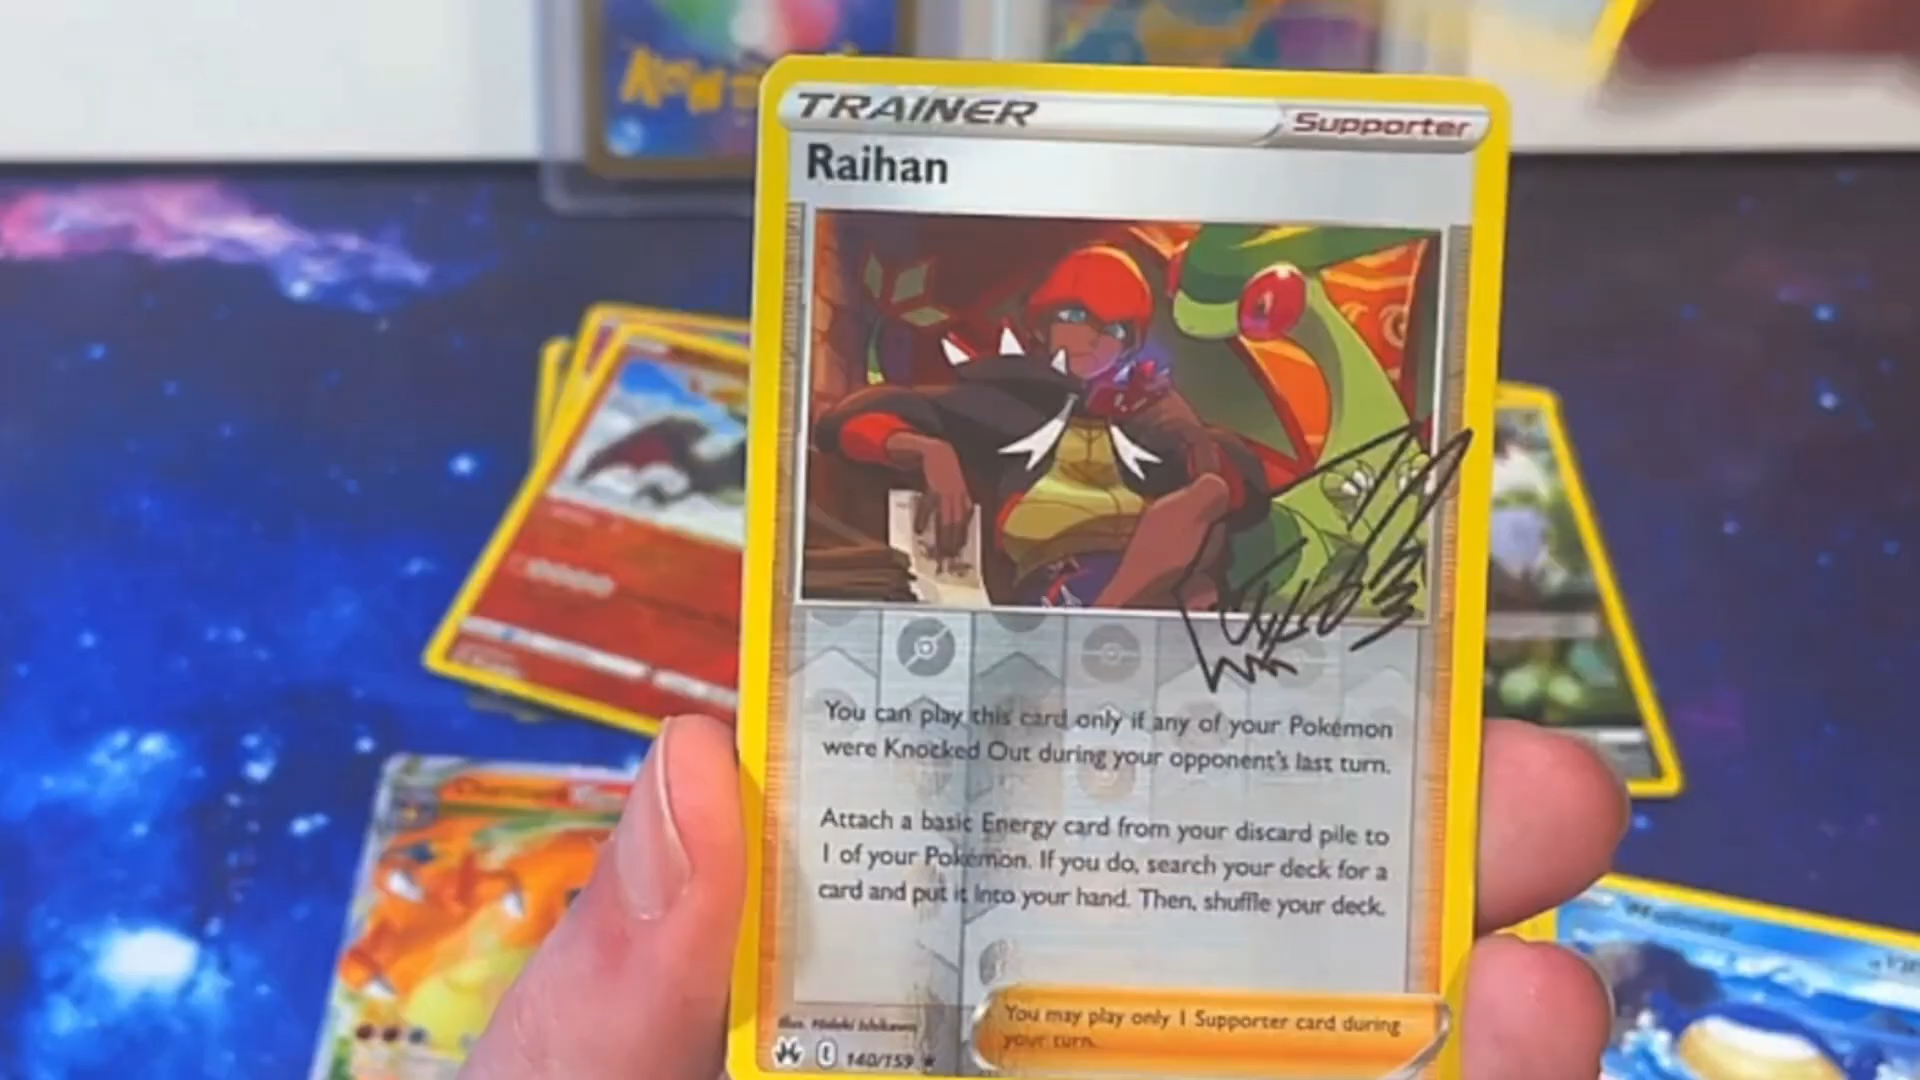 TRAINER
Supporter
Raihan
You can play this card only if any of your Pokémon
were Knocked Out during your opponent's last turn.
Attach a basic Energy card from your discard pile to
1 of your Pokémon. If you do, search your deck for a
card and put it into your hand. Then, shuffle your deck.
You may play only 1 Supporter card during
your turn.
Illus. Hideki Ishikawa
140/159